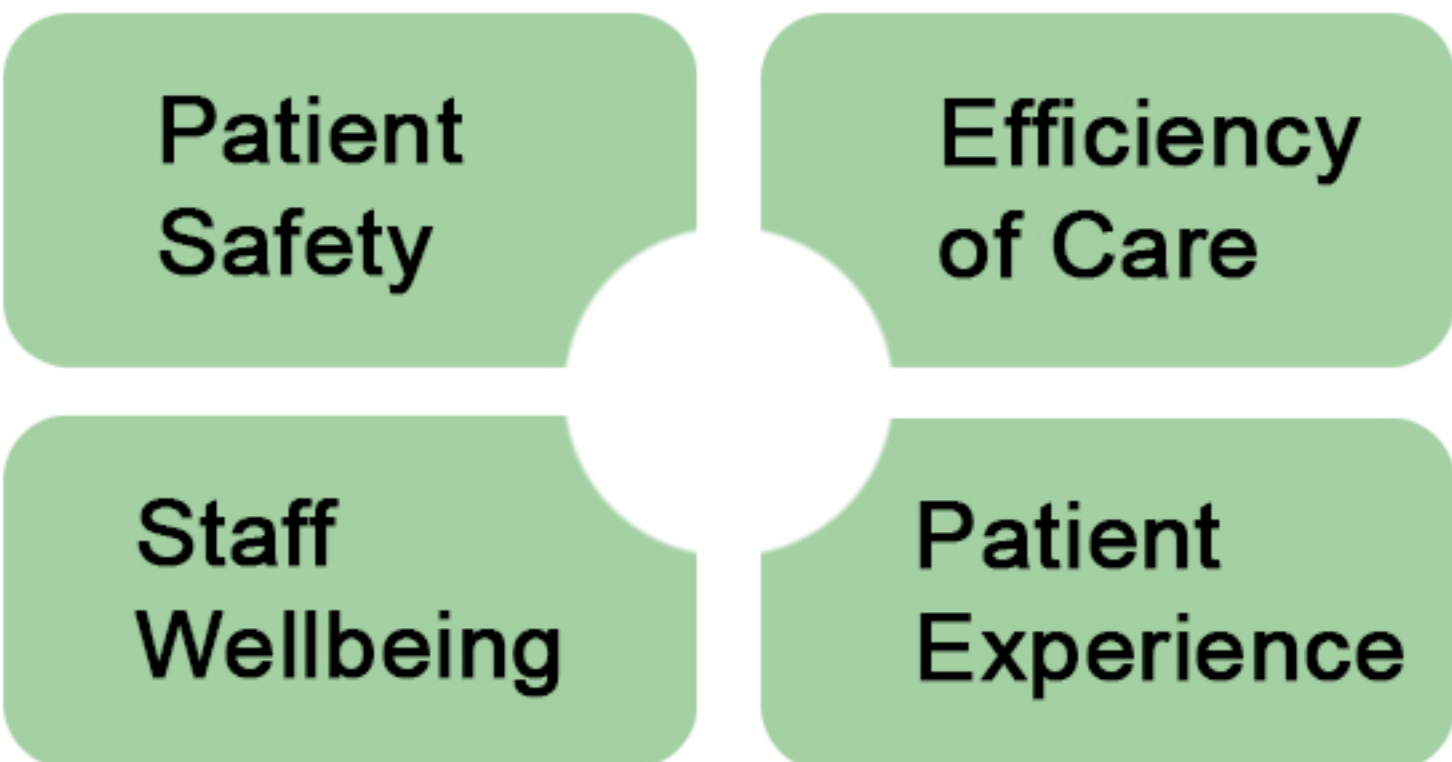 Patient
Safety
Efficiency
of Care
Staff
Wellbeing
Patient
Experience